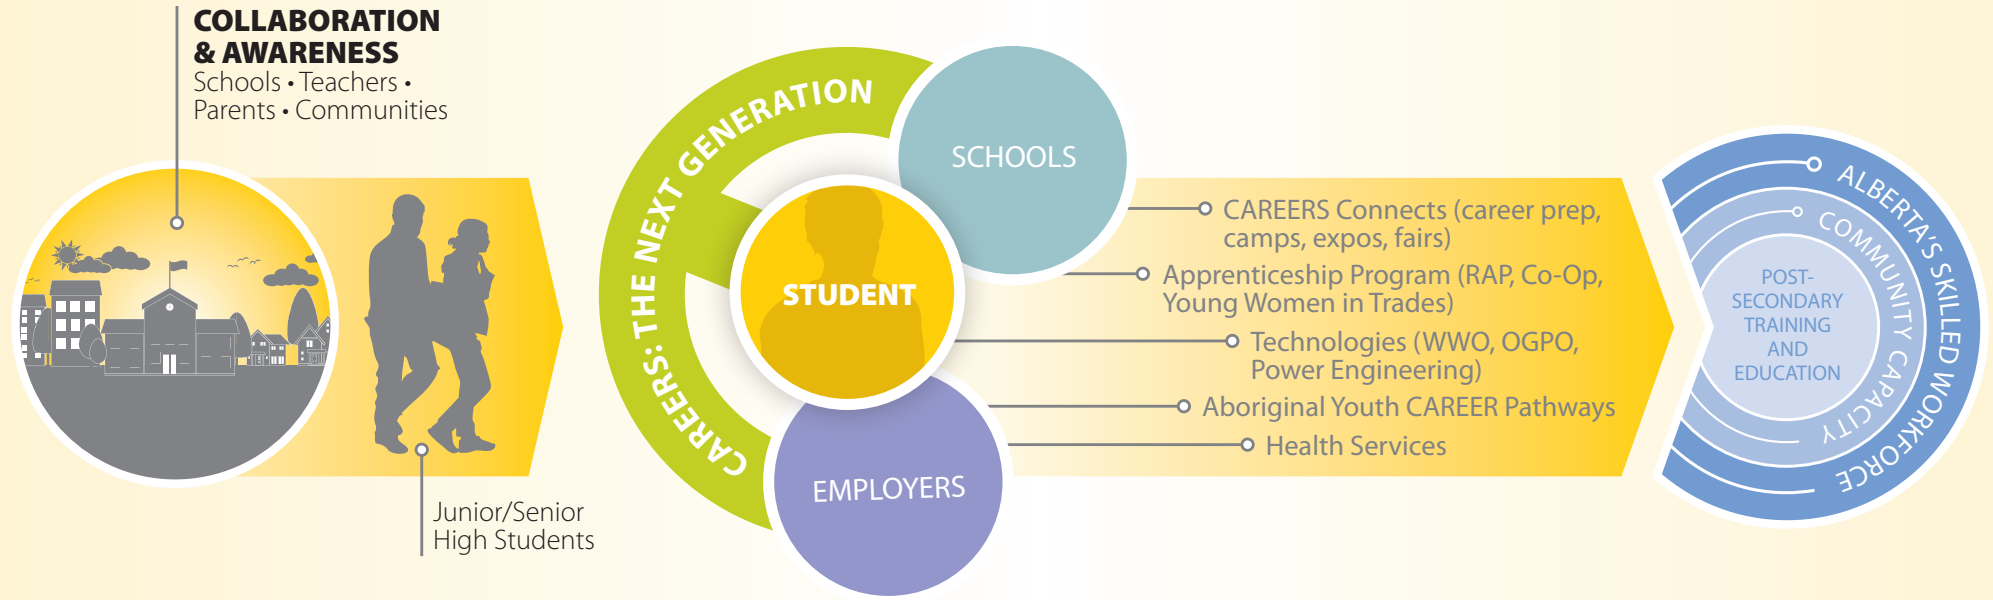 COLLABORATION
& AWARENESS
Schools • Teachers •
Parents • Communities
Junior/Senior
High Students
CAREERS: THE NEXT GENERATION
SCHOOLS
STUDENT
EMPLOYERS
CAREERS Connects (career prep,
camps, expos, fairs)
Apprenticeship Program (RAP, Co-Op,
Young Women in Trades)
Technologies (WWO, OGPO,
Power Engineering)
Aboriginal Youth CAREER Pathways
Health Services
POST-
SECONDARY
TRAINING
AND
EDUCATION
COMMUNITY CAPACITY
ALBERTA'S SKILLED WORKFORCE